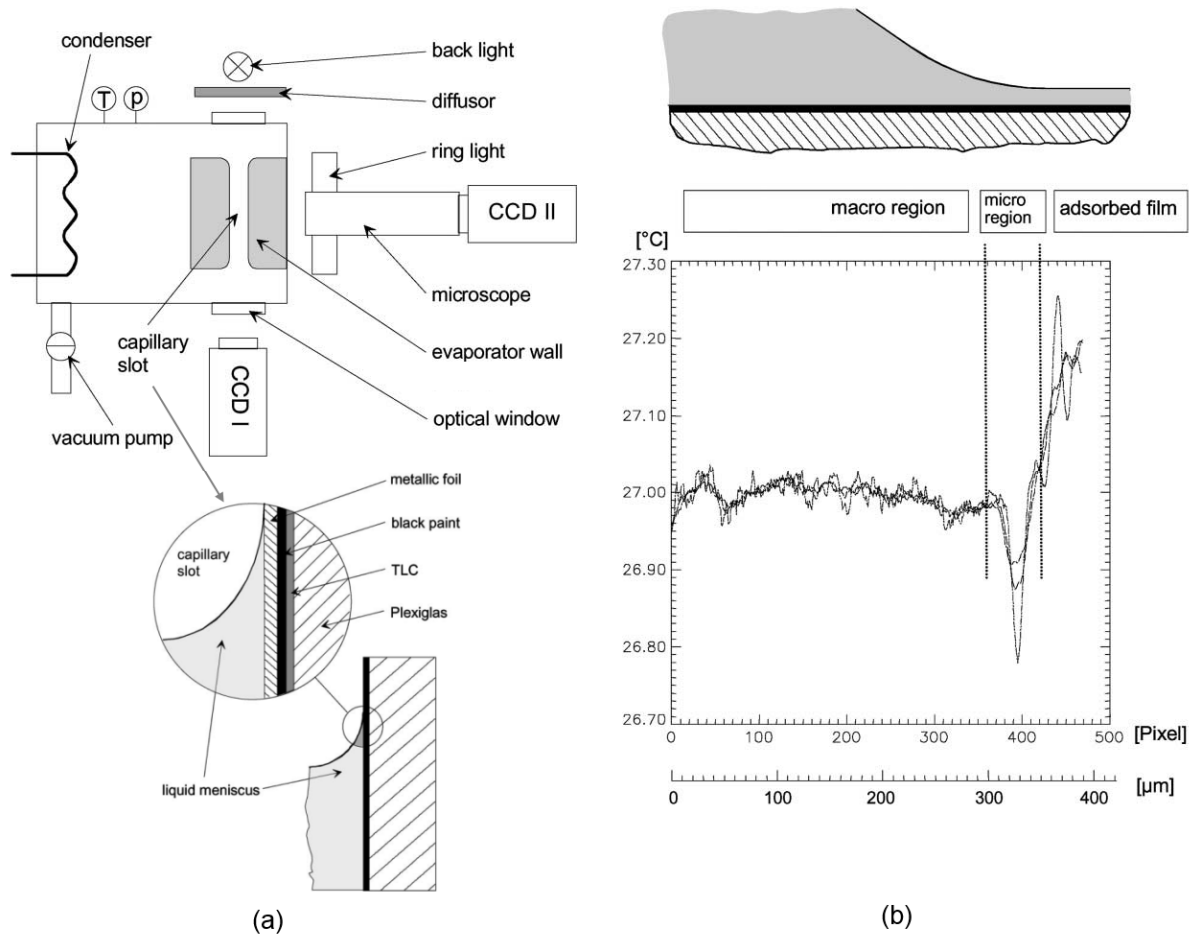 condenser
back light
T
p
diffusor
ring light
CCD II
microscope
capillary
slot
evaporator wall
CCD I
optical window
vacuum pump
metallic foil
black paint
capillary
slot
TLC
Plexiglas
liquid meniscus
(a)
macro region
micro
region
adsorbed film
[°C]
27.30
27.20
27.10
27.00
26.90
26.80
26.70
0
100
200
300
400
500
[Pixel]
0
100
200
300
400
[µm]
(b)